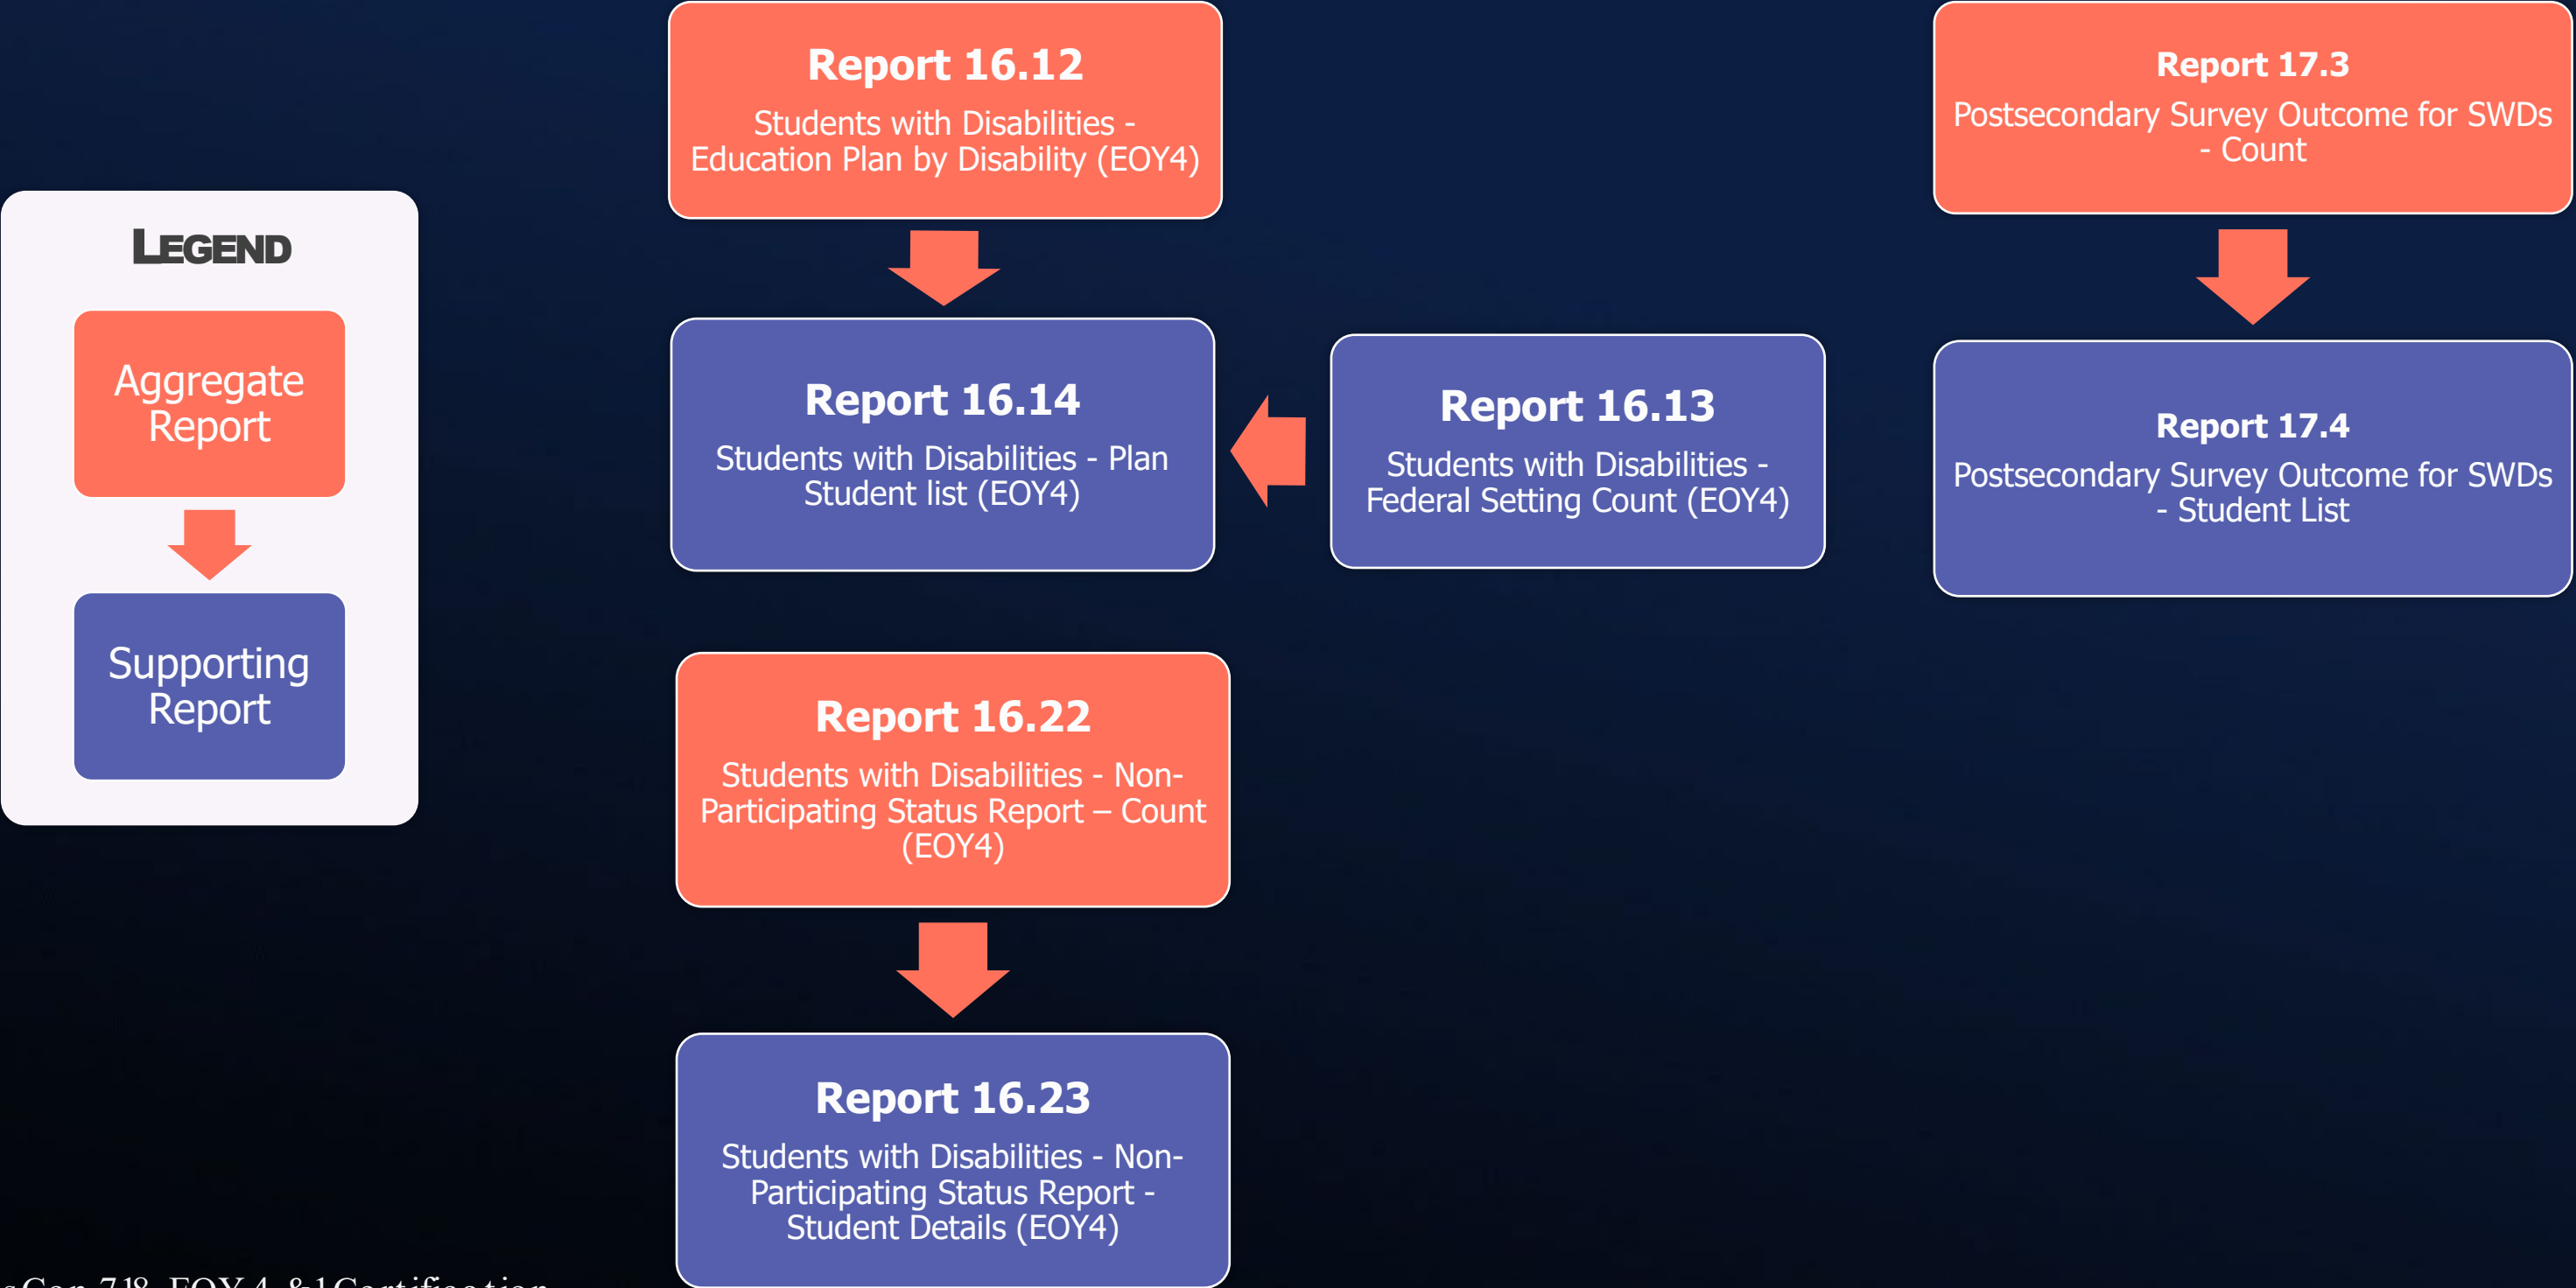 LEGEND
Aggregate
Report
Supporting
Report
Report 16.12
Students with Disabilities -
Education Plan by Disability (EOY4)
Report 16.14
Students with Disabilities - Plan
Student list (EOY4)
Report 16.13
Students with Disabilities -
Federal Setting Count (EOY4)
Report 16.22
Students with Disabilities - Non-
Participating Status Report – Count
(EOY4)
Report 16.23
Students with Disabilities - Non-
Participating Status Report -
Student Details (EOY4)
Report 17.3
Postsecondary Survey Outcome for SWDs
- Count
Report 17.4
Postsecondary Survey Outcome for SWDs
- Student List